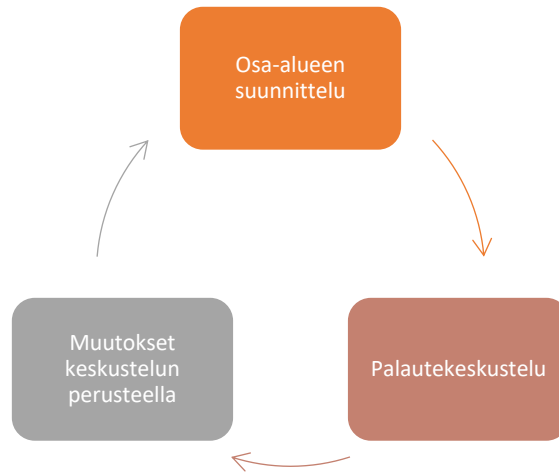 Osa-alueen
suunnittelu
Palautekeskustelu
Muutokset
keskustelun
perusteella